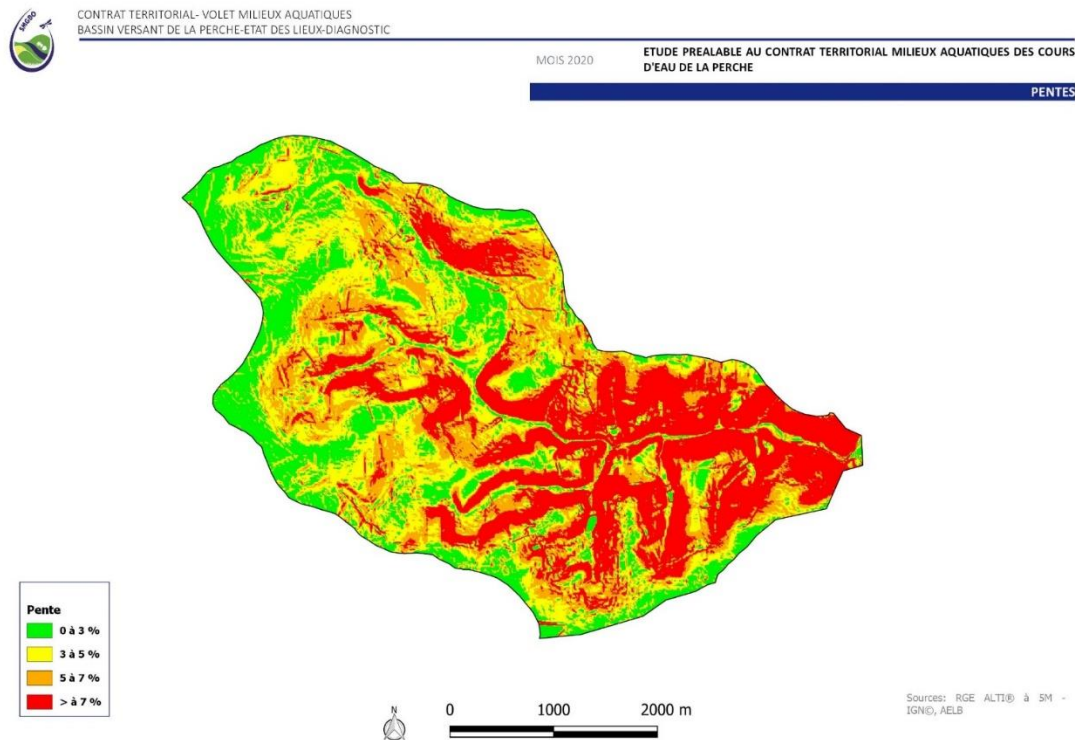 SMGBO
CONTRAT TERRITORIAL- VOLET MILIEUX AQUATIQUES
BASSIN VERSANT DE LA PERCHE-ETAT DES LIEUX-DIAGNOSTIC
MOIS 2020
ETUDE PREALABLE AU CONTRAT TERRITORIAL MILIEUX AQUATIQUES DES COURS
D'EAU DE LA PERCHE
PENTES
Pente
0 à 3 %
3 à 5 %
5 à 7 %
> à 7 %
N
0 1000 2000 m
Sources: RGE ALTI® à 5M -
IGN©, AELB